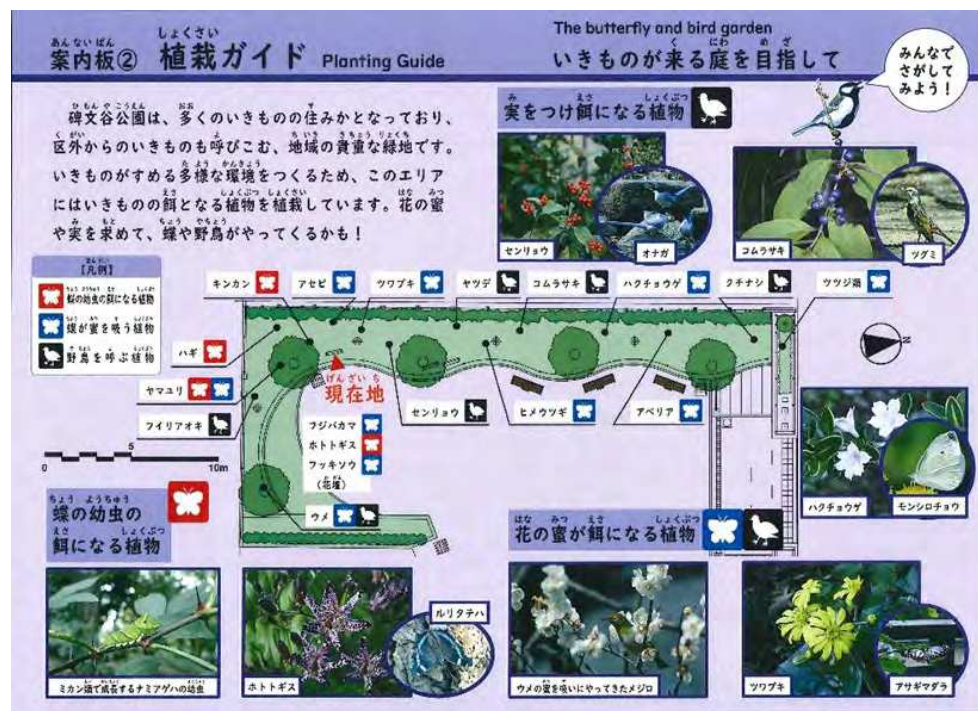 案内板② 植栽ガイド Planting Guide
The butterfly and bird garden
いきものが来る庭を目指して
みんなで
さがして
みよう!
碑文谷公園は、多くのいきものの住みかとなっており、
区外からのいきものも呼びこむ、地域の貴重な緑地です。
いきものがすめる多様な環境をつくるため、このエリア
にはいきものの餌となる植物を植栽しています。花の蜜
や実を求めて、蝶や野鳥がやってくるかも!
実をつけ餌になる植物
センリョウ
オナガ
コムラサキ
ツグミ
【凡例】
蝶の幼虫の餌になる植物
蝶が蜜を吸う植物
野鳥を呼ぶ植物
キンカン
アセビ
ツワブキ
ヤツデ
コムラサキ
ハクチョウゲ
クチナシ
ツツジ類
ハギ
ヤマユリ
フイリアオキ
現在地
フジバカマ
ホトトギス
フッキソウ
(花壇)
センリョウ
ヒメウツギ
アベリア
ウメ
N
0 5 10m
ハクチョウゲ
モンシロチョウ
蝶の幼虫の
餌になる植物
花の蜜が餌になる植物
ミカン類で成長するナミアゲハの幼虫
ホトトギス
ルリタテハ
ウメの蜜を吸いにやってきたメジロ
ツワブキ
アサギマダラ